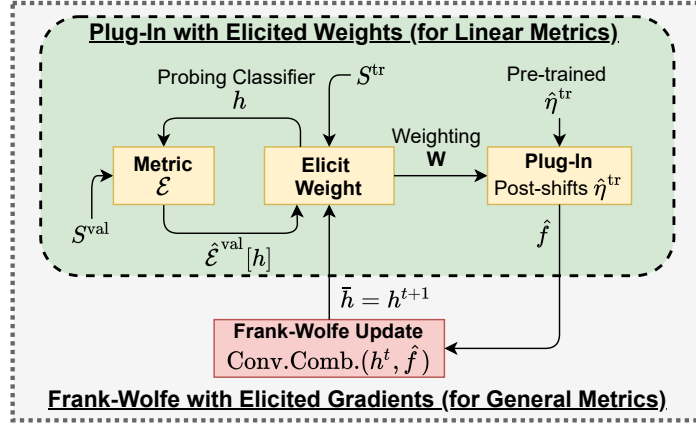 Plug-In with Elicited Weights (for Linear Metrics)
Probing Classifier
h
S^tr
Pre-trained
η̂^tr
Weighting
W
Metric
ℰ
Elicit
Weight
Plug-In
Post-shifts η̂^tr
S^val
ℰ̂^val[h]
f̂
h̄ = h^{t+1}
Frank-Wolfe Update
Conv.Comb.(h^t, f̂)
Frank-Wolfe with Elicited Gradients (for General Metrics)